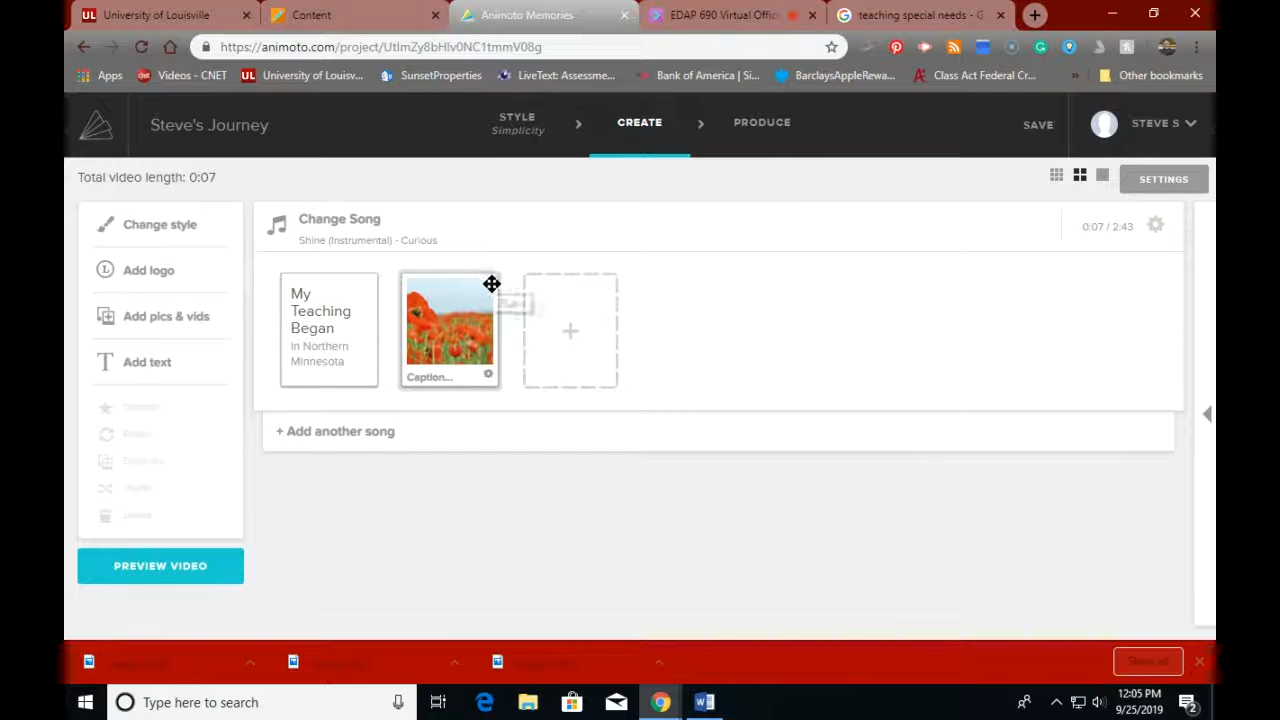 University of Louisville
Content
Animoto Memories
EDAP 690 Virtual Offic
teaching special needs - G
https://animoto.com/project/UtImZy8bHlv0NC1tmmV08g
Apps
Videos - CNET
University of Louisv...
SunsetProperties
LiveText: Assessme...
Bank of America | Si...
BarclaysAppleRewa...
Class Act Federal Cr...
Other bookmarks
Steve's Journey
STYLE
Simplicity
CREATE
PRODUCE
SAVE
STEVE S
Total video length: 0:07
SETTINGS
Change style
Add logo
Add pics & vids
Add text
Change Song
Shine (Instrumental) - Curious
0:07 / 2:43
My
Teaching
Began
in Northern
Minnesota
Caption...
+ Add another song
PREVIEW VIDEO
Show all
Type here to search
12:05 PM
9/25/2019
2